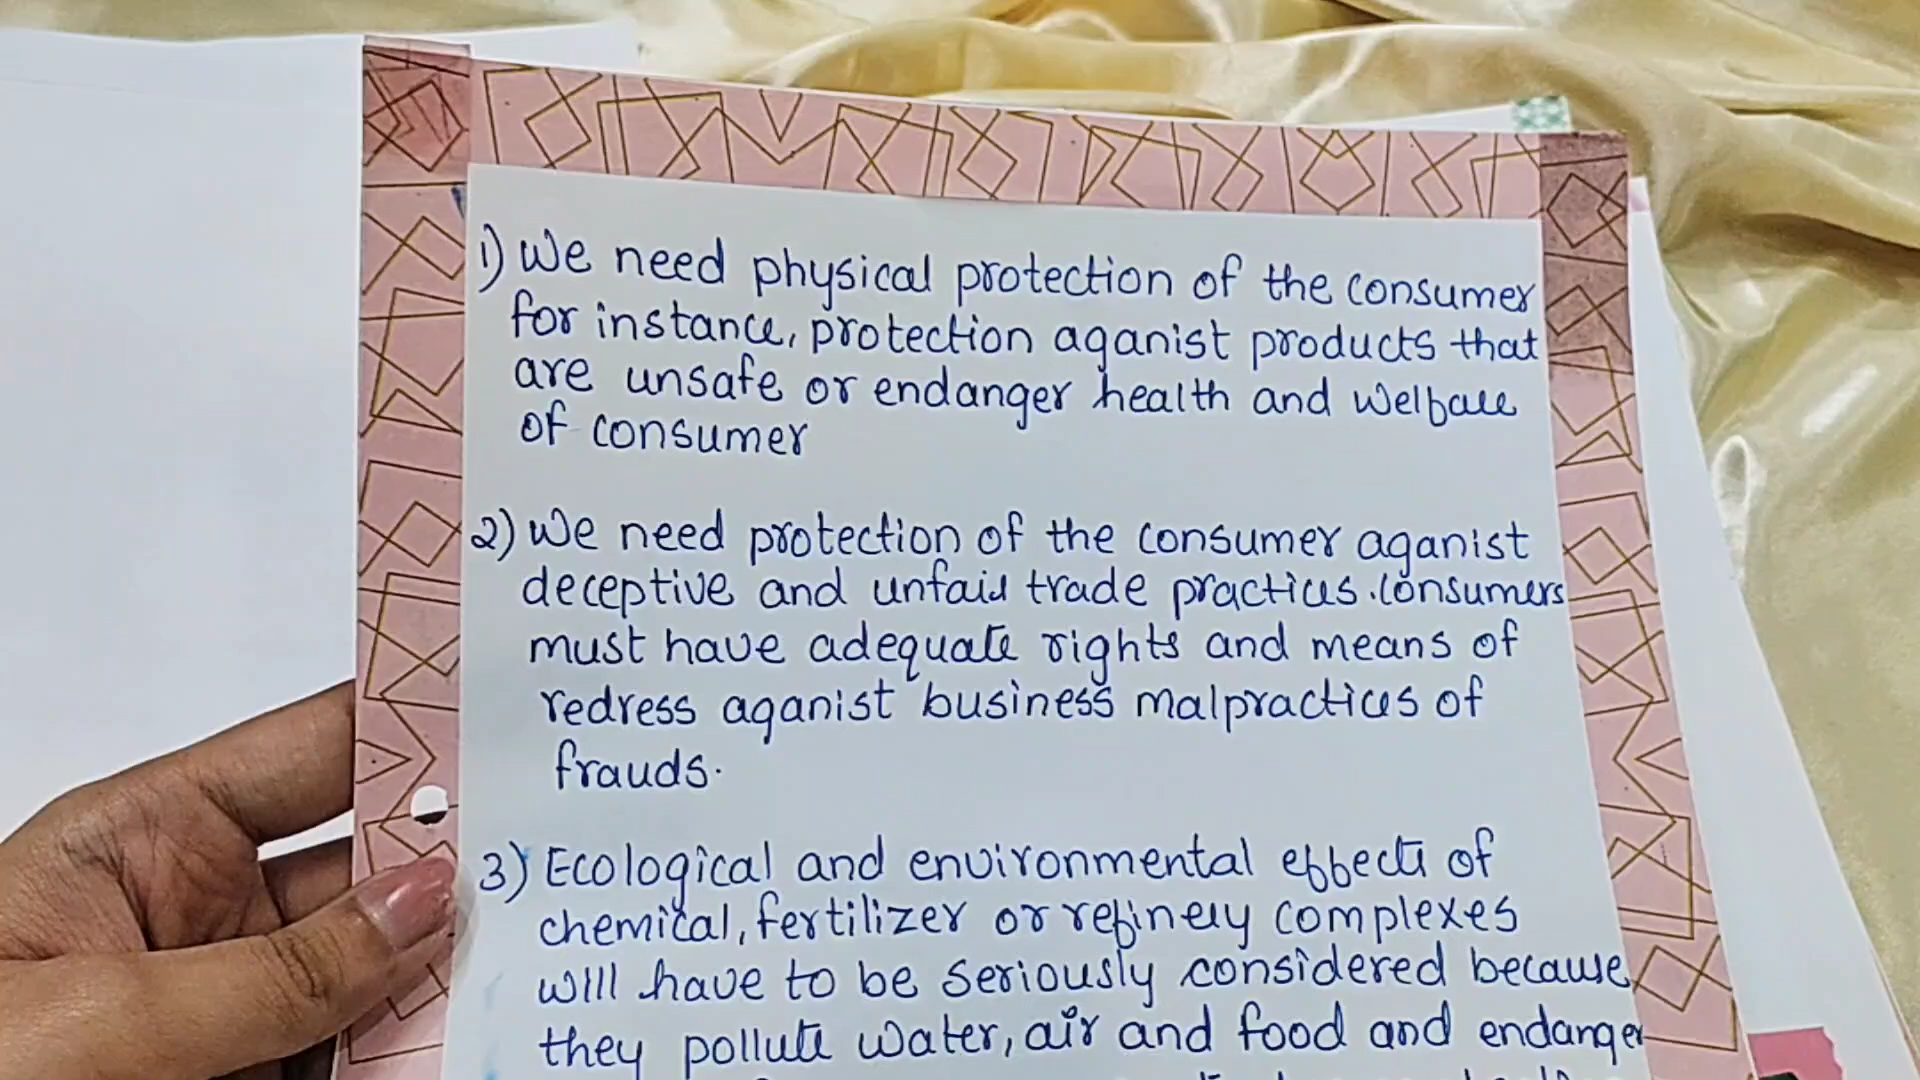 1) We need physical protection of the consumer
for instance, protection aganist products that
are unsafe or endanger health and welfare
of consumer
2) We need protection of the consumer aganist
deceptive and unfair trade practices. Consumers
must have adequate rights and means of
redress aganist business malpractices of
frauds.
3) Ecological and environmental effects of
chemical, fertilizer or refinery complexes
will have to be seriously considered because
they pollute water, air and food and endanger